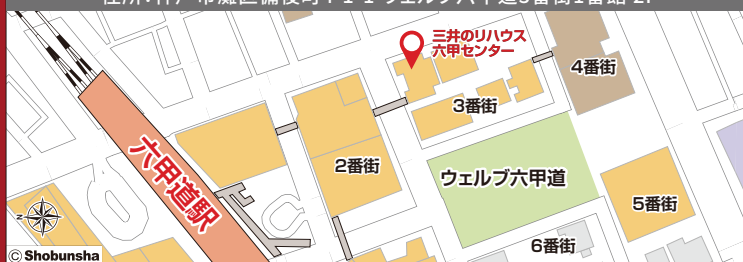 三井のリハウス
六甲センター
4番街
3番街
六甲道駅
2番街
ウェルブ六甲道
5番街
6番街
N
© Shobunsha